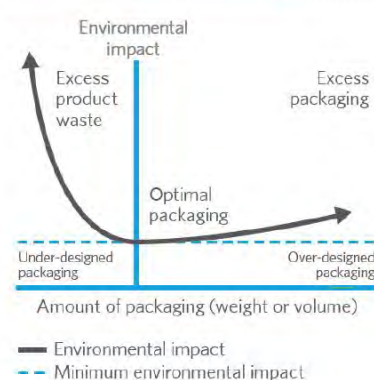 Environmental
impact
Excess
product
waste
Excess
packaging
Optimal
packaging
Under-designed
packaging
Over-designed
packaging
Amount of packaging (weight or volume)
Environmental impact
Minimum environmental impact